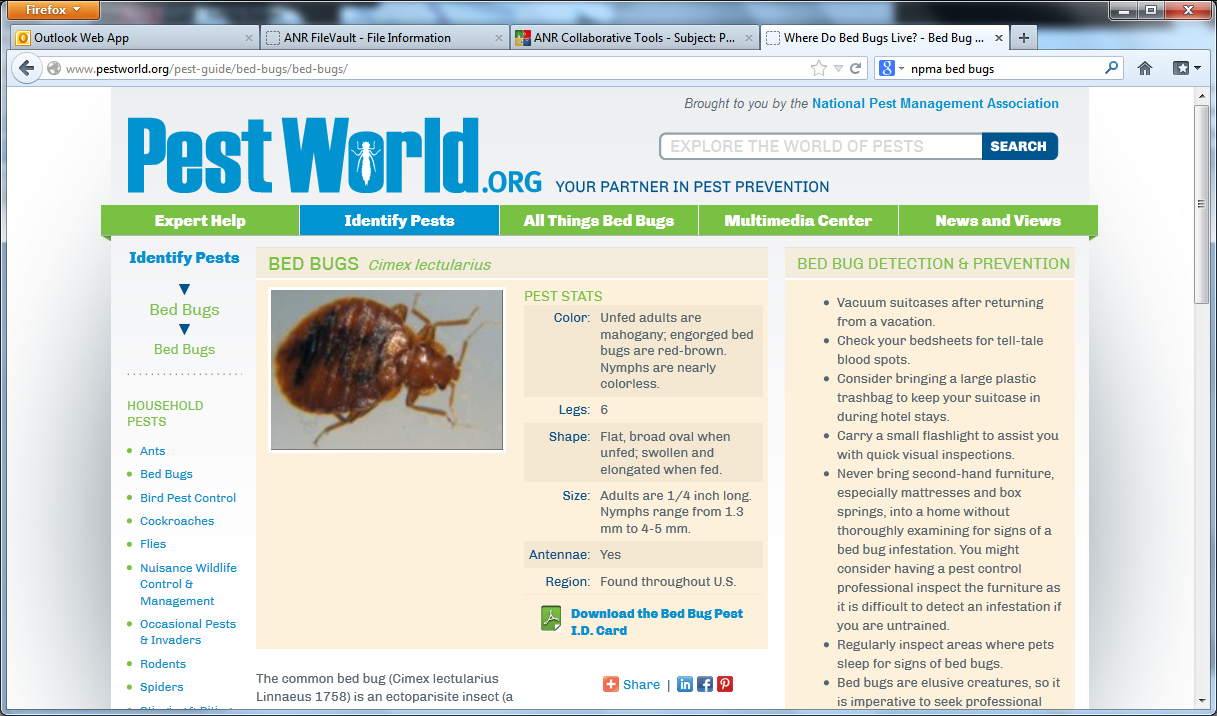 Firefox
Outlook Web App
ANR FileVault - File Information
ANR Collaborative Tools - Subject: P...
Where Do Bed Bugs Live? - Bed Bug ...
www.pestworld.org/pest-guide/bed-bugs/bed-bugs/
npma bed bugs
Brought to you by the National Pest Management Association
Pest World.ORG
YOUR PARTNER IN PEST PREVENTION
EXPLORE THE WORLD OF PESTS
SEARCH
Expert Help
Identify Pests
All Things Bed Bugs
Multimedia Center
News and Views
Identify Pests
Bed Bugs
Bed Bugs
HOUSEHOLD
PESTS
Ants
Bed Bugs
Bird Pest Control
Cockroaches
Flies
Nuisance Wildlife
Control &
Management
Occasional Pests
& Invaders
Rodents
Spiders
BED BUGS Cimex lectularius
PEST STATS
Color: Unfed adults are
mahogany; engorged bed
bugs are red-brown.
Nymphs are nearly
colorless.
Legs: 6
Shape: Flat, broad oval when
unfed; swollen and
elongated when fed.
Size: Adults are 1/4 inch long.
Nymphs range from 1.3
mm to 4-5 mm.
Antennae: Yes
Region: Found throughout U.S.
Download the Bed Bug Pest
I.D. Card
The common bed bug (Cimex lectularius
Linnaeus 1758) is an ectoparisite insect (a
Share |
BED BUG DETECTION & PREVENTION
Vacuum suitcases after returning
from a vacation.
Check your bedsheets for tell-tale
blood spots.
Consider bringing a large plastic
trashbag to keep your suitcase in
during hotel stays.
Carry a small flashlight to assist you
with quick visual inspections.
Never bring second-hand furniture,
especially mattresses and box
springs, into a home without
thoroughly examining for signs of a
bed bug infestation. You might
consider having a pest control
professional inspect the furniture as
it is difficult to detect an infestation if
you are untrained.
Regularly inspect areas where pets
sleep for signs of bed bugs.
Bed bugs are elusive creatures, so it
is imperative to seek professional